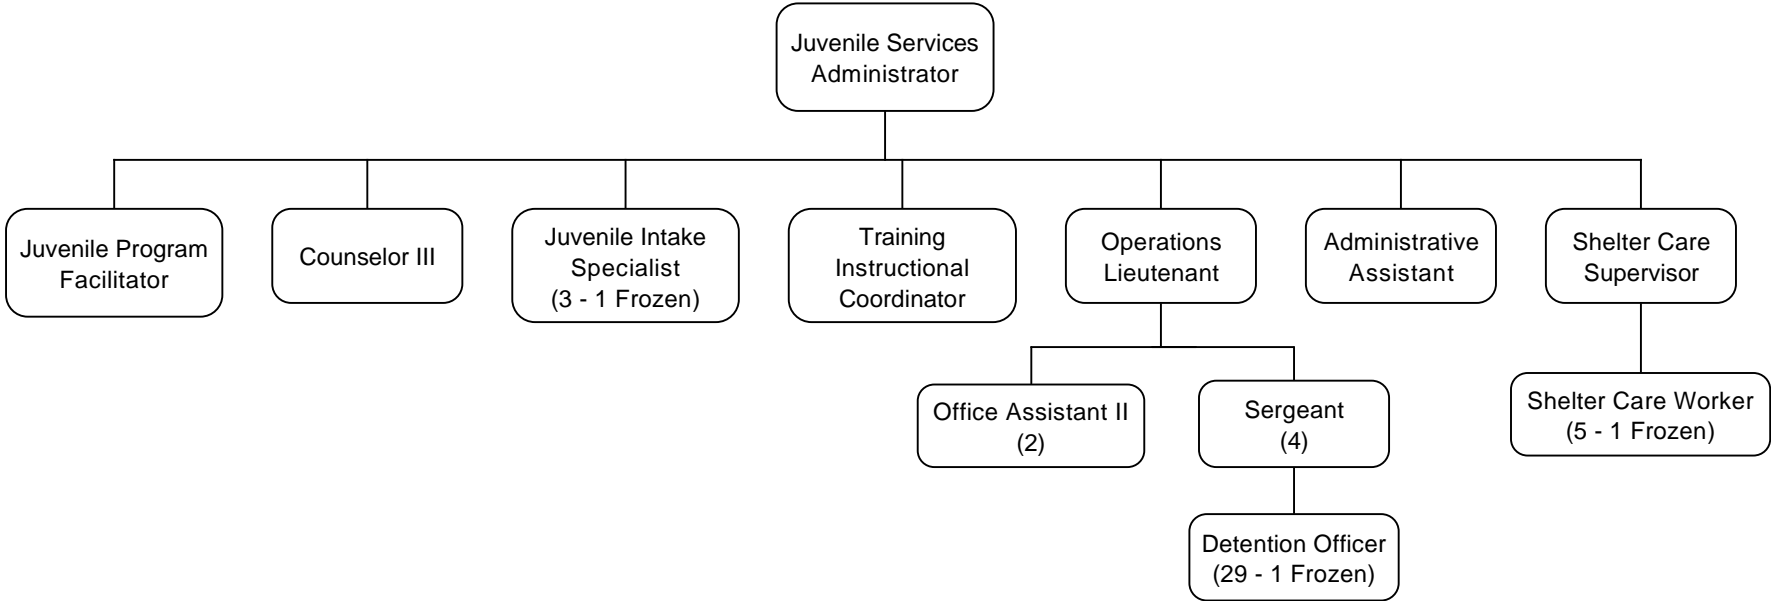 Juvenile Services
Administrator
Juvenile Program
Facilitator
Counselor III
Juvenile Intake
Specialist
(3 - 1 Frozen)
Training
Instructional
Coordinator
Operations
Lieutenant
Administrative
Assistant
Shelter Care
Supervisor
Office Assistant II
(2)
Sergeant
(4)
Shelter Care Worker
(5 - 1 Frozen)
Detention Officer
(29 - 1 Frozen)